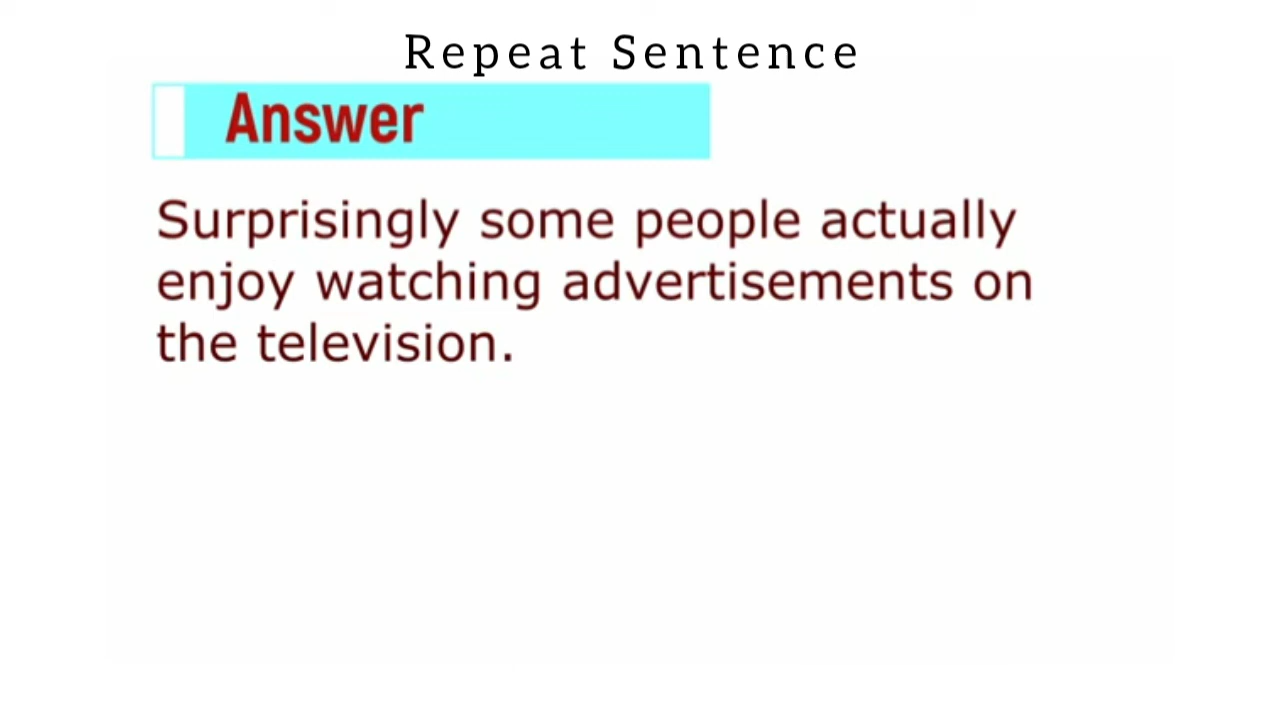 Repeat Sentence
Answer
Surprisingly some people actually
enjoy watching advertisements on
the television.